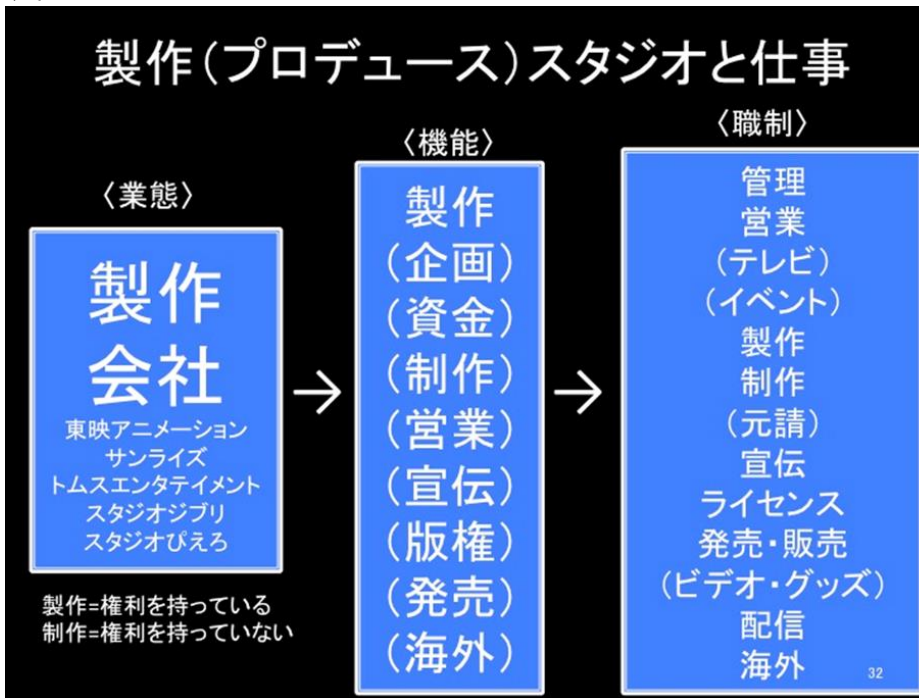 製作(プロデュース)スタジオと仕事
〈業態〉
製作
会社
東映アニメーション
サンライズ
トムスエンタテイメント
スタジオジブリ
スタジオぴえろ
製作=権利を持っている
制作=権利を持っていない
→
〈機能〉
製作
(企画)
(資金)
(制作)
(営業)
(宣伝)
(版権)
(発売)
(海外)
→
〈職制〉
管理
営業
(テレビ)
(イベント)
製作
制作
(元請)
宣伝
ライセンス
発売・販売
(ビデオ・グッズ)
配信
海外
32